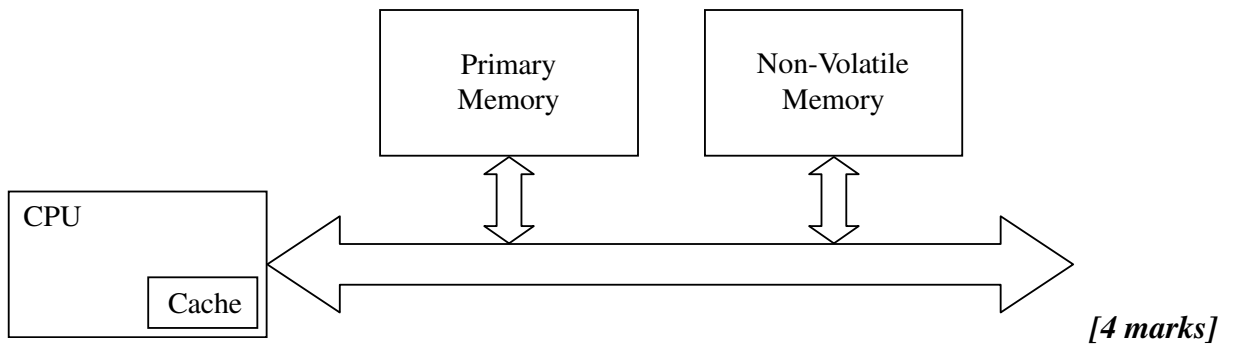 Primary
Memory
Non-Volatile
Memory
CPU
Cache
[4 marks]